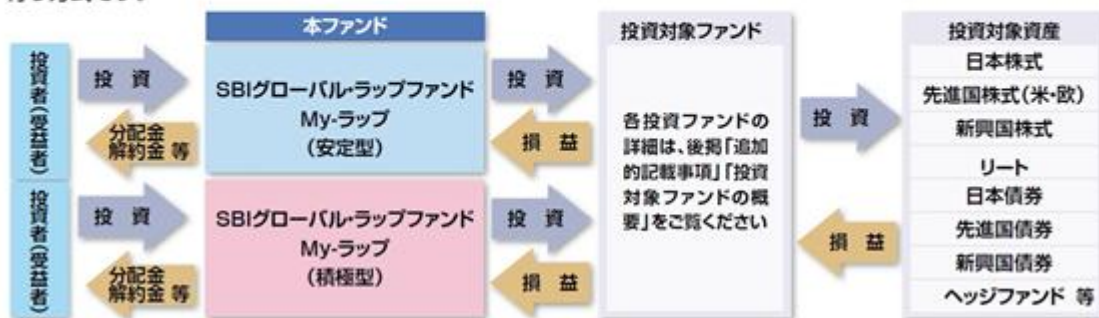 本ファンド
投資者(受益者)
投 資
分配金
解約金 等
SBIグローバル・ラップファンド
My-ラップ
(安定型)
投 資
損 益
投資者(受益者)
投 資
分配金
解約金 等
SBIグローバル・ラップファンド
My-ラップ
(積極型)
投 資
損 益
投資対象ファンド
各投資ファンドの
詳細は、後掲「追加
的記載事項」「投資
対象ファンドの概
要」をご覧ください
投 資
損 益
投資対象資産
日本株式
先進国株式(米・欧)
新興国株式
リート
日本債券
先進国債券
新興国債券
ヘッジファンド 等